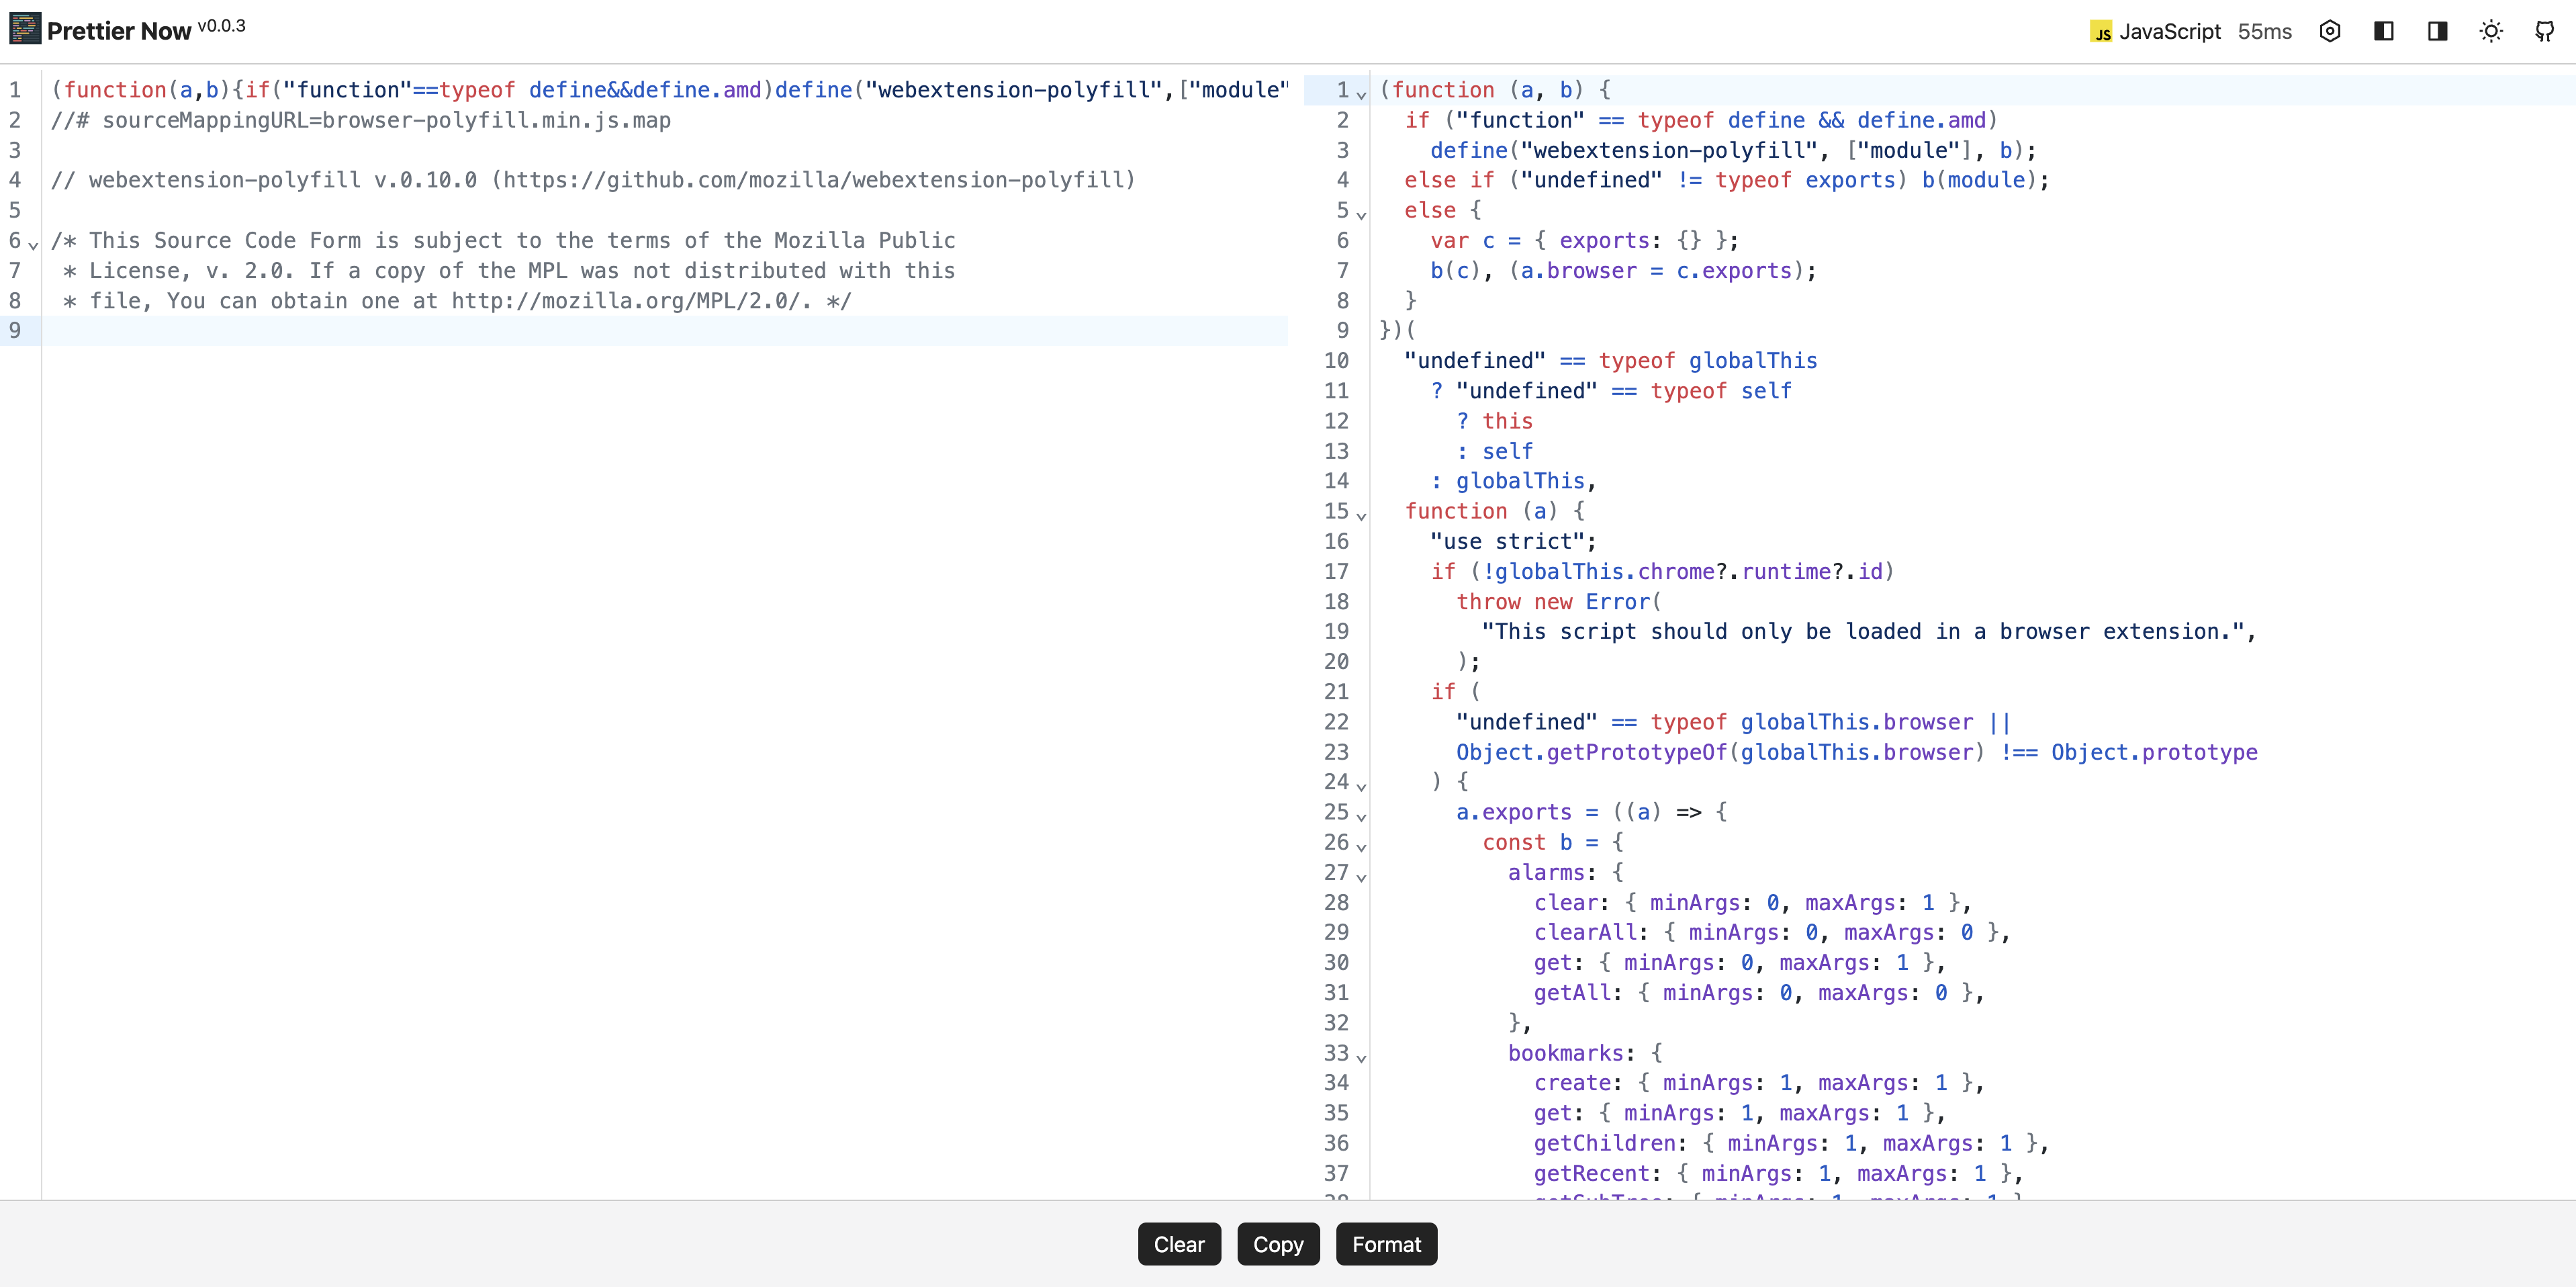 Prettier Now v0.0.3
JS JavaScript 55ms
1 (function(a,b){if("function"==typeof define&&define.amd)define("webextension-polyfill",["module"
2 //# sourceMappingURL=browser-polyfill.min.js.map
3
4 // webextension-polyfill v.0.10.0 (https://github.com/mozilla/webextension-polyfill)
5
6 /* This Source Code Form is subject to the terms of the Mozilla Public
7  * License, v. 2.0. If a copy of the MPL was not distributed with this
8  * file, You can obtain one at http://mozilla.org/MPL/2.0/. */
9
1 (function (a, b) {
2   if ("function" == typeof define && define.amd)
3     define("webextension-polyfill", ["module"], b);
4   else if ("undefined" != typeof exports) b(module);
5   else {
6     var c = { exports: {} };
7     b(c), (a.browser = c.exports);
8   }
9 })(
10   "undefined" == typeof globalThis
11     ? "undefined" == typeof self
12       ? this
13       : self
14     : globalThis,
15   function (a) {
16     "use strict";
17     if (!globalThis.chrome?.runtime?.id)
18       throw new Error(
19         "This script should only be loaded in a browser extension.",
20       );
21     if (
22       "undefined" == typeof globalThis.browser ||
23       Object.getPrototypeOf(globalThis.browser) !== Object.prototype
24     ) {
25       a.exports = ((a) => {
26         const b = {
27           alarms: {
28             clear: { minArgs: 0, maxArgs: 1 },
29             clearAll: { minArgs: 0, maxArgs: 0 },
30             get: { minArgs: 0, maxArgs: 1 },
31             getAll: { minArgs: 0, maxArgs: 0 },
32           },
33           bookmarks: {
34             create: { minArgs: 1, maxArgs: 1 },
35             get: { minArgs: 1, maxArgs: 1 },
36             getChildren: { minArgs: 1, maxArgs: 1 },
37             getRecent: { minArgs: 1, maxArgs: 1 },
38             getSubTree: { minArgs: 1, maxArgs: 1 }
Clear Copy Format